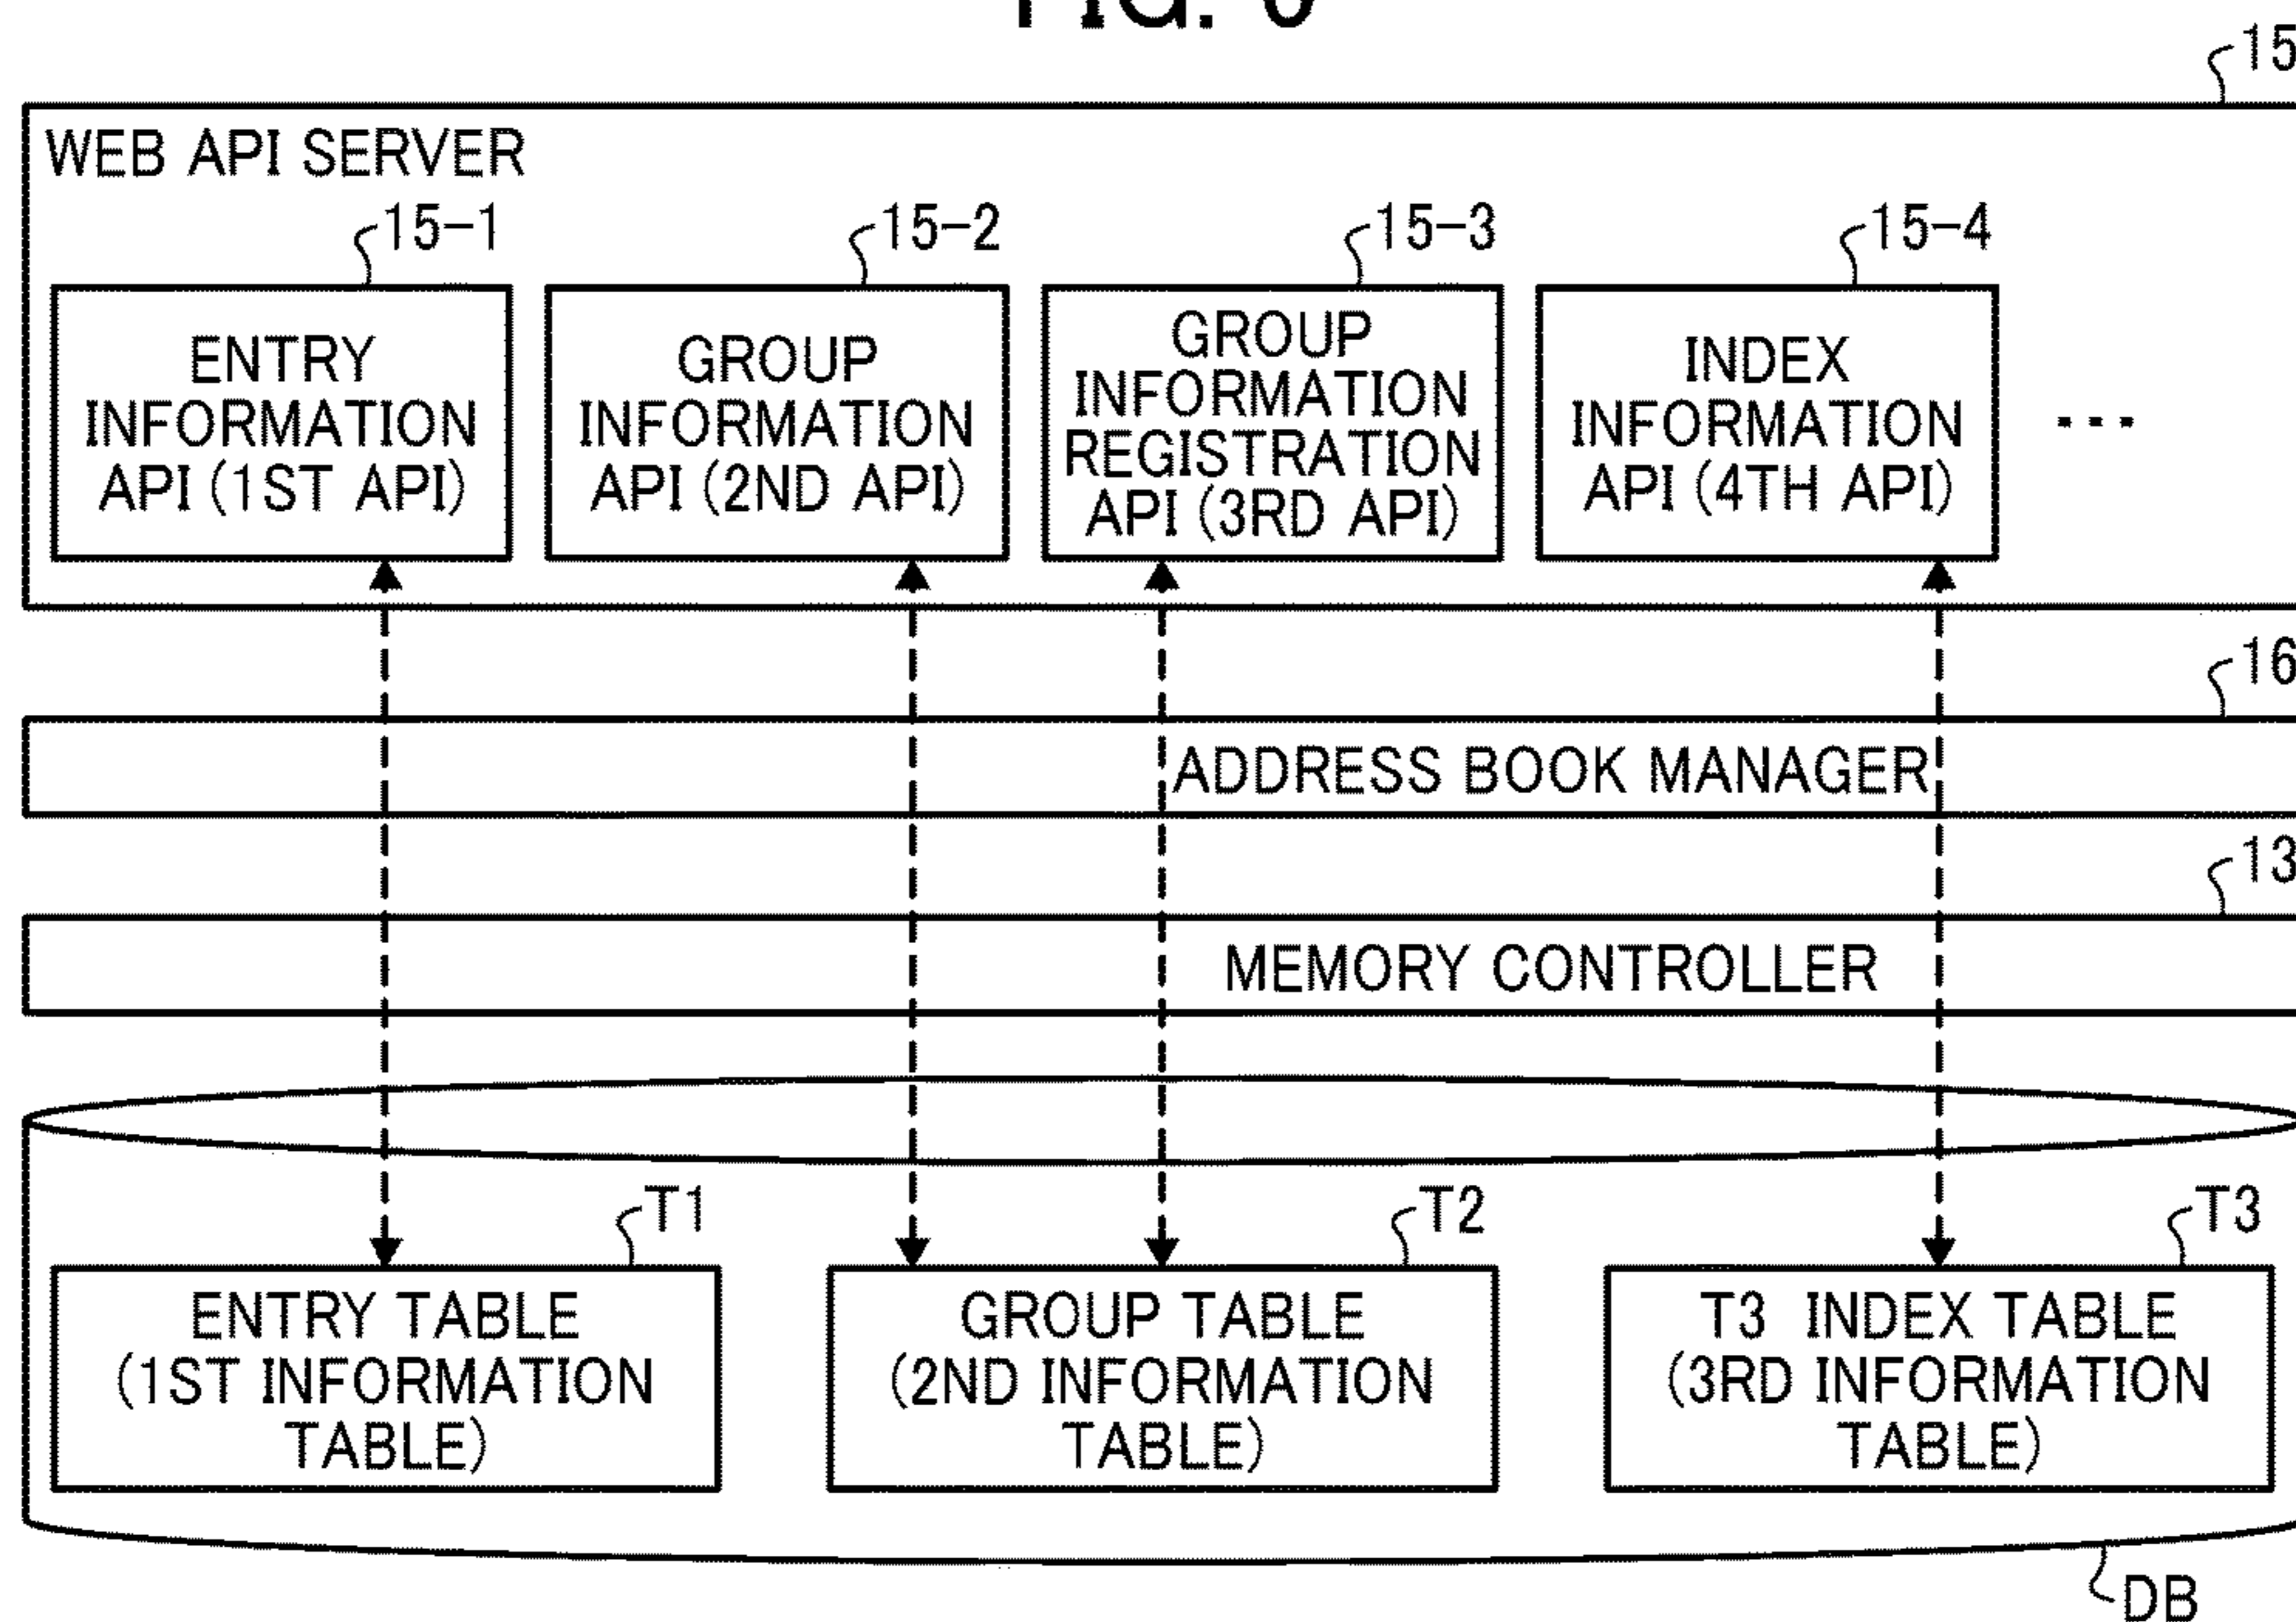 FIG.
15
WEB API SERVER
15-1
15-2
15-3
15-4
ENTRY
INFORMATION
API (1ST API)
GROUP
INFORMATION
API (2ND API)
GROUP
INFORMATION
REGISTRATION
API (3RD API)
INDEX
INFORMATION
API (4TH API)
...
16
ADDRESS BOOK MANAGER
13
MEMORY CONTROLLER
T1
T2
T3
ENTRY TABLE
(1ST INFORMATION
TABLE)
GROUP TABLE
(2ND INFORMATION
TABLE)
T3 INDEX TABLE
(3RD INFORMATION
TABLE)
DB